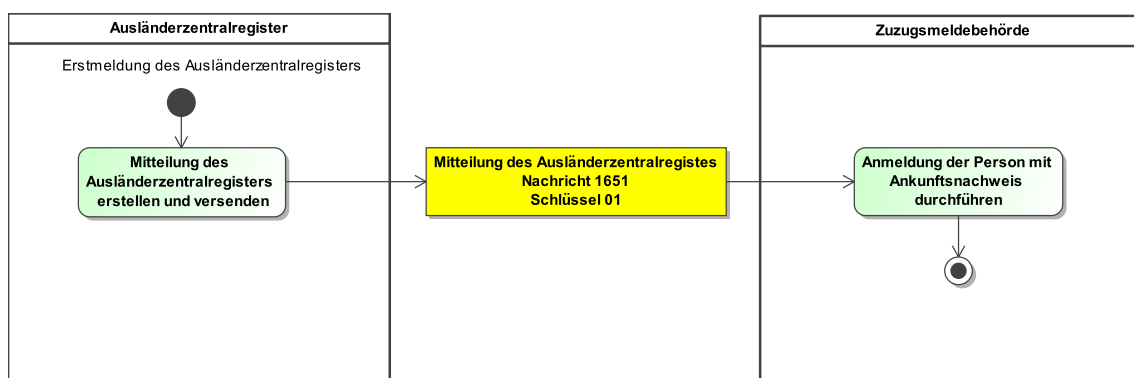 Ausländerzentralregister
Zuzugsmeldebehörde
Erstmeldung des Ausländerzentralregisters
Mitteilung des
Ausländerzentralregisters
erstellen und versenden
Mitteilung des Ausländerzentralregistes
Nachricht 1651
Schlüssel 01
Anmeldung der Person mit
Ankunftsnachweis
durchführen